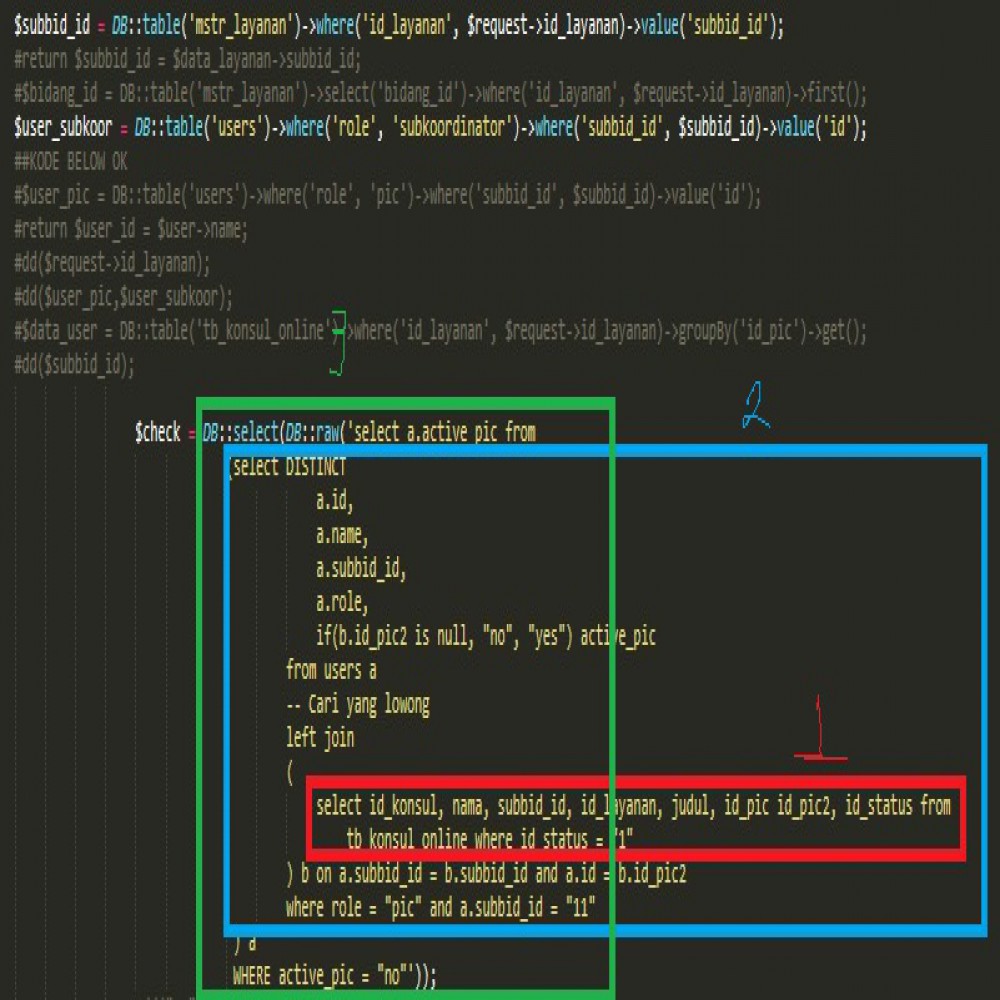 $subbid_id = DB::table('mstr_layanan')->where('id_layanan', $request->id_layanan)->value('subbid_id');
#return $subbid_id = $data_layanan->subbid_id;
#$bidang_id = DB::table('mstr_layanan')->select('bidang_id')->where('id_layanan', $request->id_layanan)->first();
$user_subkoor = DB::table('users')->where('role', 'subkoordinator')->where('subbid_id', $subbid_id)->value('id');
##KODE BELOW OK
#$user_pic = DB::table('users')->where('role', 'pic')->where('subbid_id', $subbid_id)->value('id');
#return $user_id = $user->name;
#dd($request->id_layanan);
#dd($user_pic,$user_subkoor);
#$data_user = DB::table('tb_konsul_online')->where('id_layanan', $request->id_layanan)->groupBy('id_pic')->get();
#dd($subbid_id);
3
2
$check = DB::select(DB::raw('select a.active_pic from
(select DISTINCT
a.id,
a.name,
a.subbid_id,
a.role,
if(b.id_pic2 is null, "no", "yes") active_pic
from users a
-- Cari yang lowong
left join
(
1
select id_konsul, nama, subbid_id, id_layanan, judul, id_pic id_pic2, id_status from
tb_konsul_online where id_status = "1"
) b on a.subbid_id = b.subbid_id and a.id = b.id_pic2
where role = "pic" and a.subbid_id = "11"
) a
WHERE active_pic = "no"'));